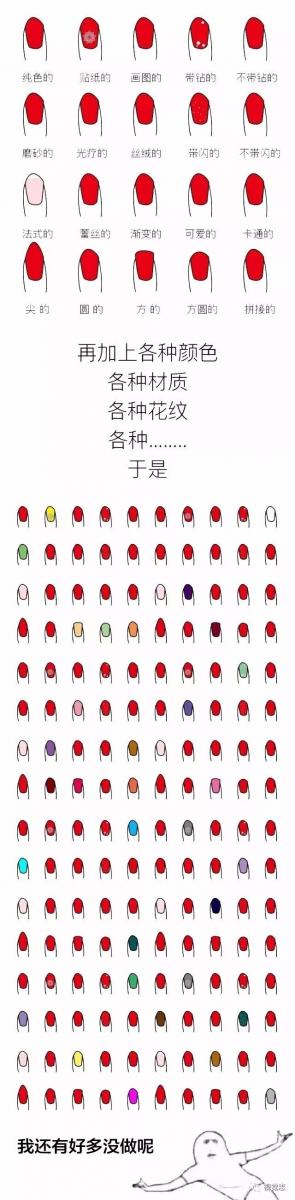 纯色的 贴纸的 画图的 带钻的 不带钻的
磨砂的 光疗的 丝绒的 带闪的 不带闪的
法式的 蕾丝的 渐变的 可爱的 卡通的
尖的 圆的 方的 方圆的 拼接的
再加上各种颜色
各种材质
各种花纹
各种........
于是
我还有好多没做呢